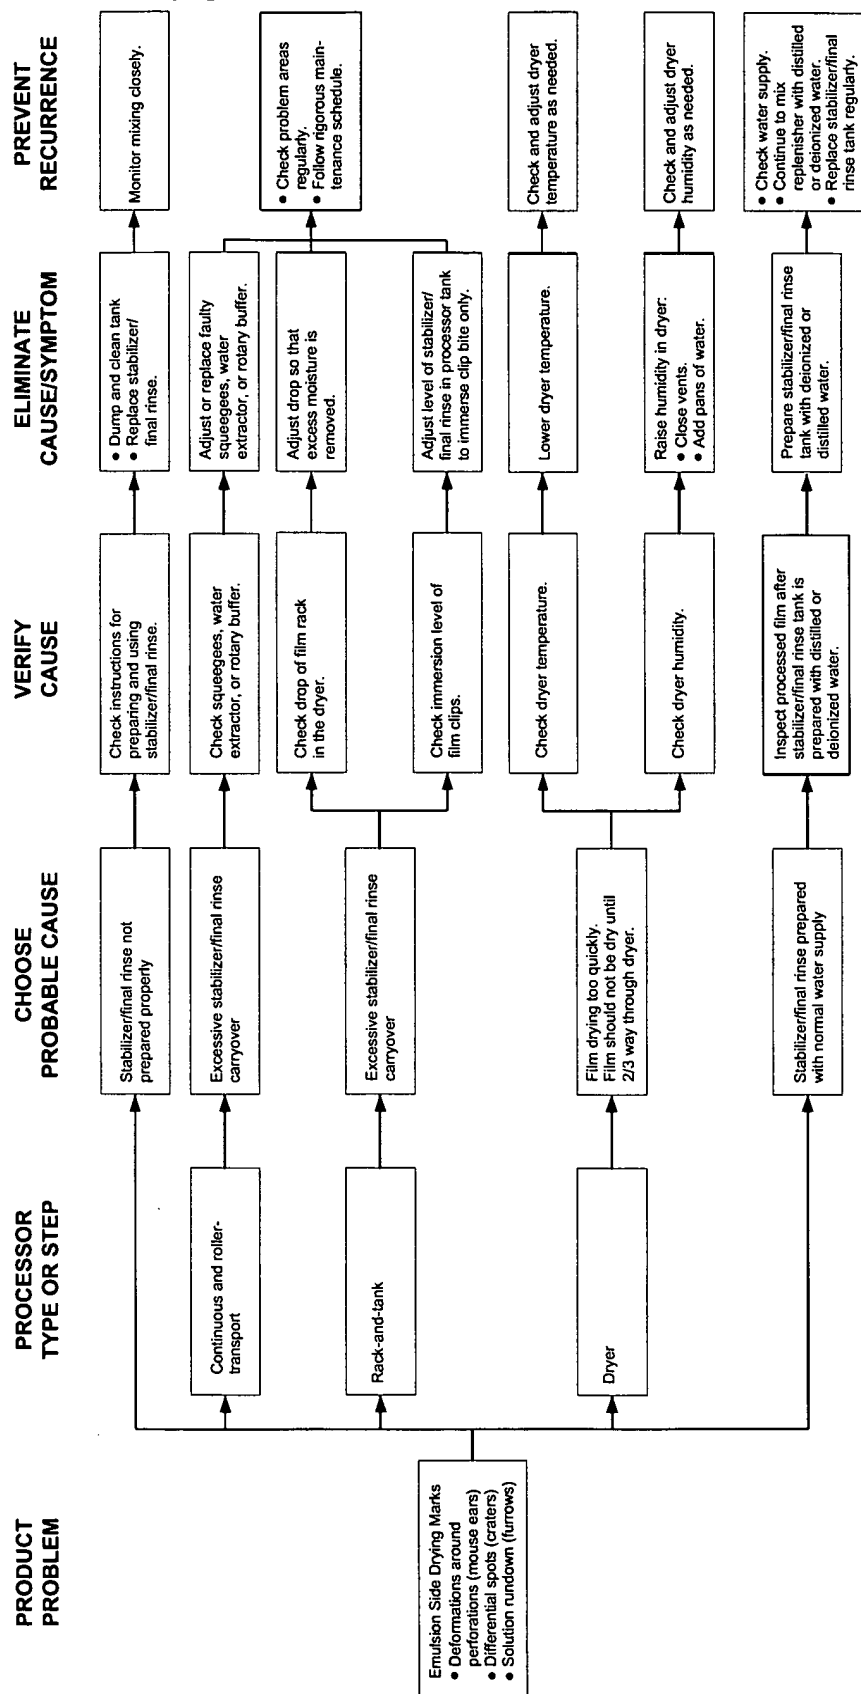 PRODUCT
PROBLEM
PROCESSOR
TYPE OR STEP
CHOOSE
PROBABLE CAUSE
VERIFY
CAUSE
ELIMINATE
CAUSE/SYMPTOM
PREVENT
RECURRENCE
Emulsion Side Drying Marks
• Deformations around
perforations (mouse ears)
• Differential spots (craters)
• Solution rundown (furrows)
Stabilizer/final rinse not
prepared properly
Check instructions for
preparing and using
stabilizer/final rinse.
• Dump and clean tank
• Replace stabilizer/
final rinse.
Monitor mixing closely.
Continuous and roller-
transport
Excessive stabilizer/final rinse
carryover
Check squeegees, water
extractor, or rotary buffer.
Adjust or replace faulty
squeegees, water
extractor, or rotary buffer.
• Check problem areas
regularly.
• Follow rigorous main-
tenance schedule.
Rack-and-tank
Excessive stabilizer/final rinse
carryover
Check drop of film rack
in the dryer.
Adjust drop so that
excess moisture is
removed.
Check immersion level of
film clips.
Adjust level of stabilizer/
final rinse in processor tank
to immerse clip bite only.
Dryer
Film drying too quickly.
Film should not be dry until
2/3 way through dryer.
Check dryer temperature.
Lower dryer temperature.
Check and adjust dryer
temperature as needed.
Check dryer humidity.
Raise humidity in dryer:
• Close vents.
• Add pans of water.
Check and adjust dryer
humidity as needed.
Stabilizer/final rinse prepared
with normal water supply
Inspect processed film after
stabilizer/final rinse tank is
prepared with distilled or
deionized water.
Prepare stabilizer/final rinse
tank with deionized or
distilled water.
• Check water supply.
• Continue to mix
replenisher with distilled
or deionized water.
• Replace stabilizer/final
rinse tank regularly.